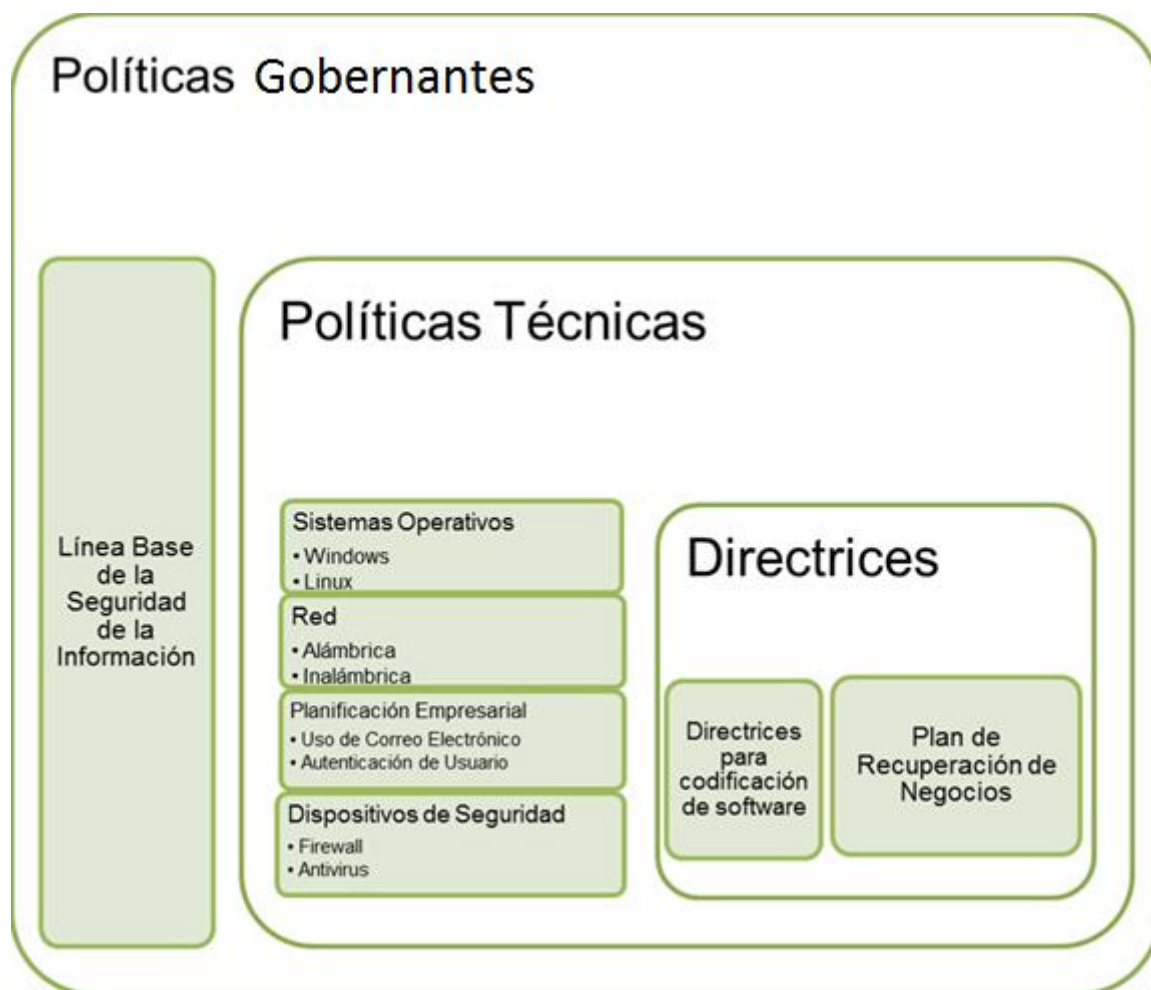 Políticas Gobernantes
Línea Base
de la
Seguridad
de la
Información
Políticas Técnicas
Sistemas Operativos
• Windows
• Linux
Red
• Alámbrica
• Inalámbrica
Planificación Empresarial
• Uso de Correo Electrónico
• Autenticación de Usuario
Dispositivos de Seguridad
• Firewall
• Antivirus
Directrices
Directrices
para
codificación
de software
Plan de
Recuperación de
Negocios